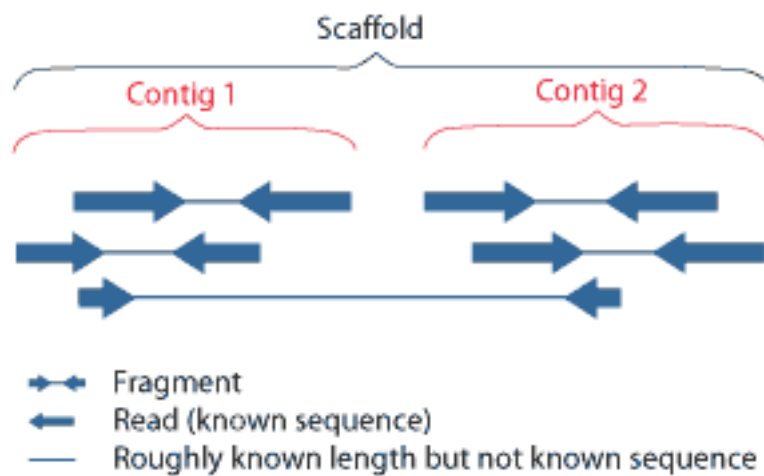 Scaffold
Contig 1
Contig 2
Fragment
Read (known sequence)
Roughly known length but not known sequence